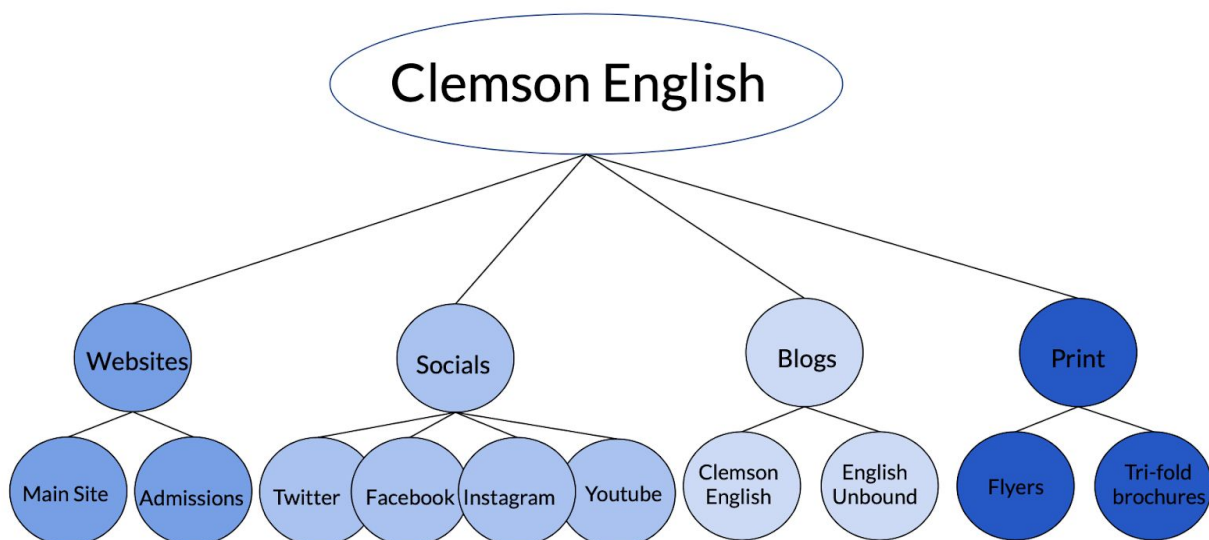 Clemson English
Websites
Socials
Blogs
Print
Main Site
Admissions
Twitter
Facebook
Instagram
Youtube
Clemson
English
English
Unbound
Flyers
Tri-fold
brochures